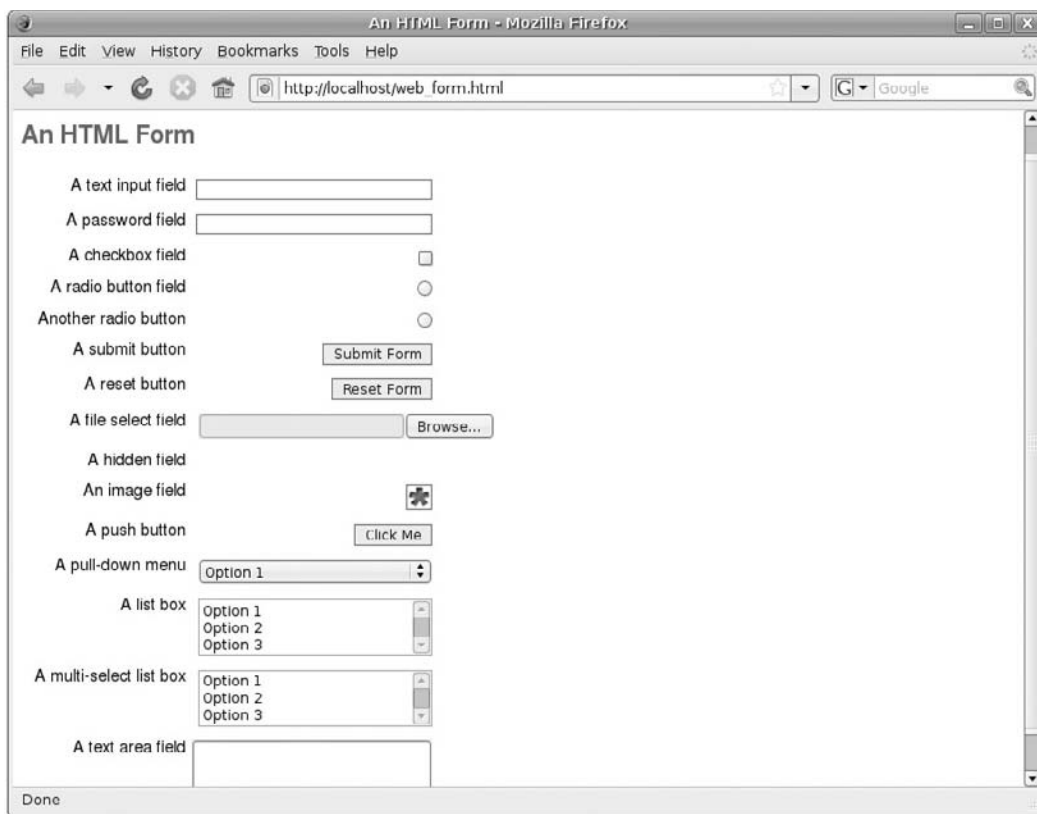 An HTML Form - Mozilla Firefox
File Edit View History Bookmarks Tools Help
http://localhost/web_form.html
G Google
An HTML Form
A text input field
A password field
A checkbox field
A radio button field
Another radio button
A submit button Submit Form
A reset button Reset Form
A file select field Browse...
A hidden field
An image field
A push button Click Me
A pull-down menu Option 1
A list box Option 1
Option 2
Option 3
A multi-select list box Option 1
Option 2
Option 3
A text area field
Done